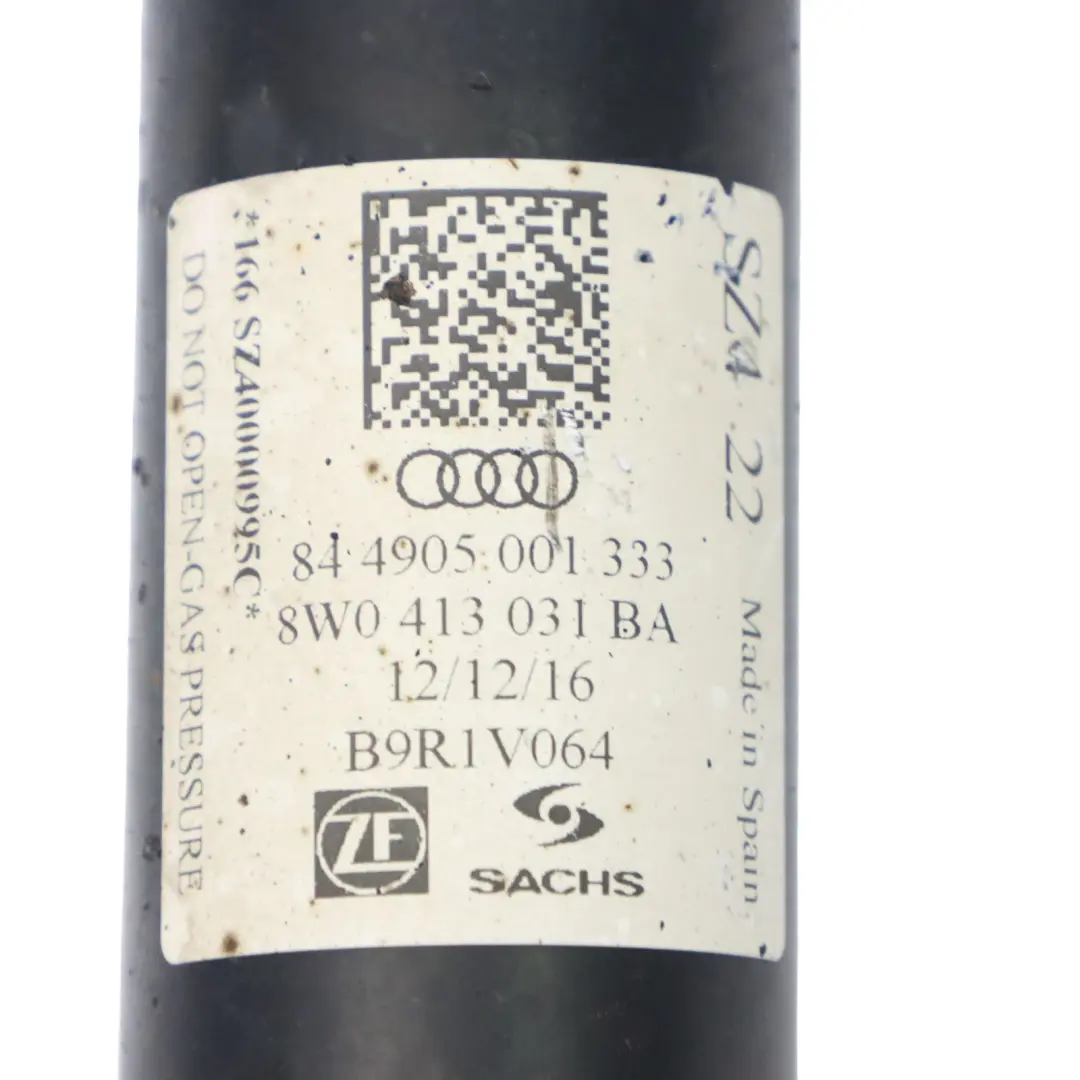 84 4905 001 333
8W0 413 031 BA
12/12/16
B9R1V064
ZF
SACHS
*166 SZ40000995C*
DO NOT OPEN-GAS PRESSURE
SZ4 22 Made in Spain